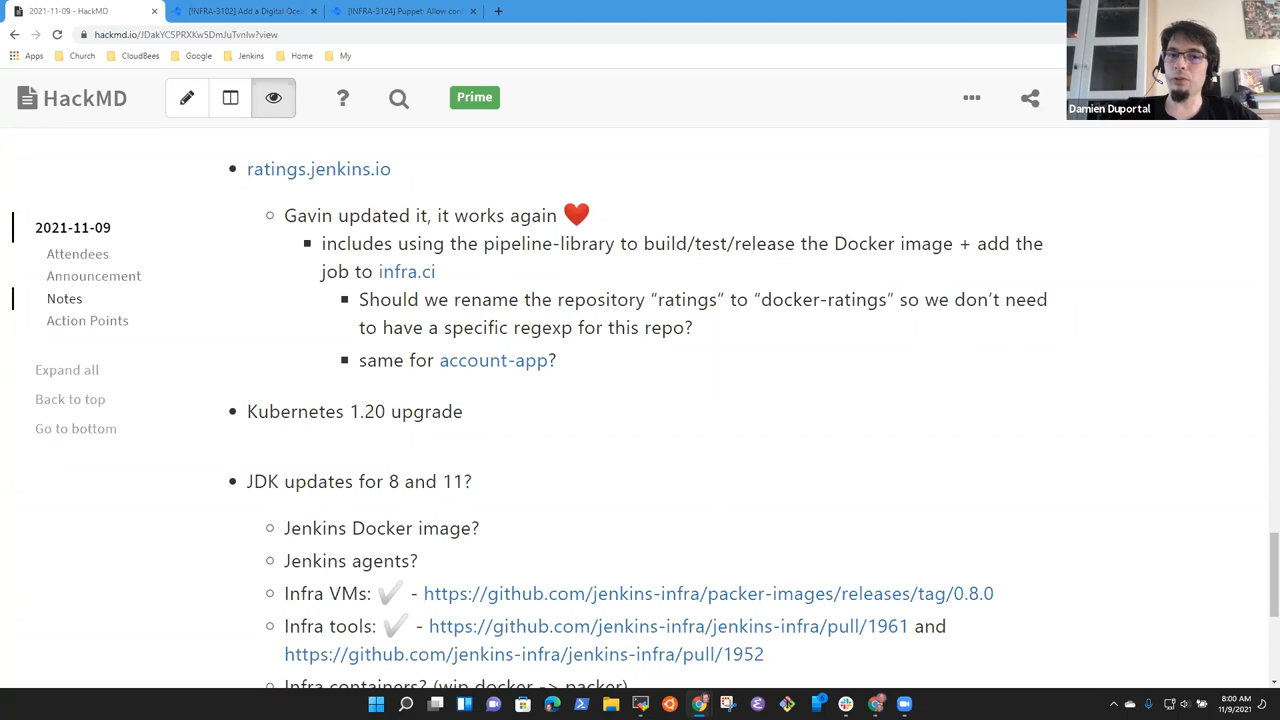 2021-11-09 - HackMD
[INFRA-3102] Add a Digital Oce
[INFRA-3124] Puppet: Allow con
hackmd.io/JDakYC5PRXKw5DmJuTvnIw?view
Apps Church CloudBees Google Jenkins Home My
HackMD
Prime
Damien Duportal
ratings.jenkins.io
Gavin updated it, it works again ❤️
includes using the pipeline-library to build/test/release the Docker image + add the
job to infra.ci
Should we rename the repository “ratings” to “docker-ratings” so we don’t need
to have a specific regexp for this repo?
same for account-app?
2021-11-09
Attendees
Announcement
Notes
Action Points
Expand all
Back to top
Go to bottom
Kubernetes 1.20 upgrade
JDK updates for 8 and 11?
Jenkins Docker image?
Jenkins agents?
Infra VMs: ✔️ - https://github.com/jenkins-infra/packer-images/releases/tag/0.8.0
Infra tools: ✔️ - https://github.com/jenkins-infra/jenkins-infra/pull/1961 and
https://github.com/jenkins-infra/jenkins-infra/pull/1952
Infra containers? (win docker -> packer)
8:00 AM
11/9/2021